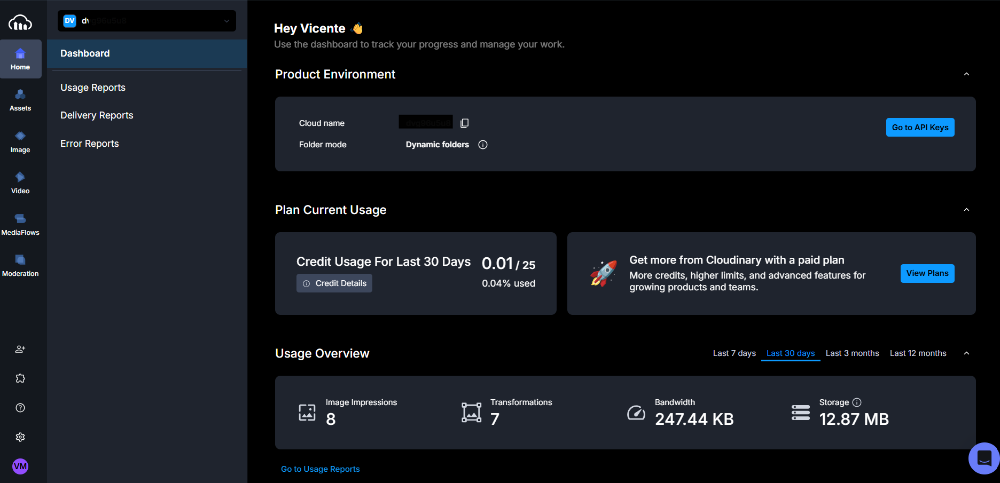 DV
Dashboard
Usage Reports
Delivery Reports
Error Reports
Home
Assets
Image
Video
MediaFlows
Moderation
VM
Hey Vicente 👋
Use the dashboard to track your progress and manage your work.
Product Environment
Cloud name
Folder mode Dynamic folders
Go to API Keys
Plan Current Usage
Credit Usage For Last 30 Days 0.01 / 25
Credit Details 0.04% used
Get more from Cloudinary with a paid plan
More credits, higher limits, and advanced features for
growing products and teams.
View Plans
Usage Overview
Last 7 days Last 30 days Last 3 months Last 12 months
Image Impressions
8
Transformations
7
Bandwidth
247.44 KB
Storage
12.87 MB
Go to Usage Reports